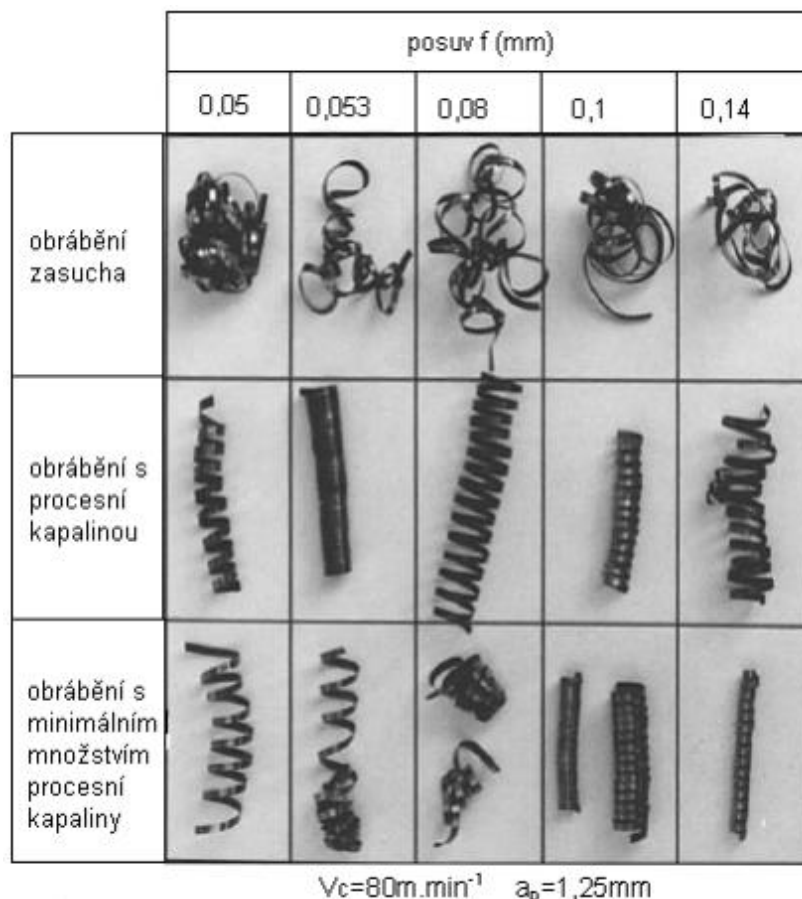 posuv f (mm)
0,05 0,053 0,08 0,1 0,14
obrábění
zasucha
obrábění s
procesní
kapalinou
obrábění s
minimálním
množstvím
procesní
kapaliny
Vc=80m.min⁻¹ aₚ=1,25mm